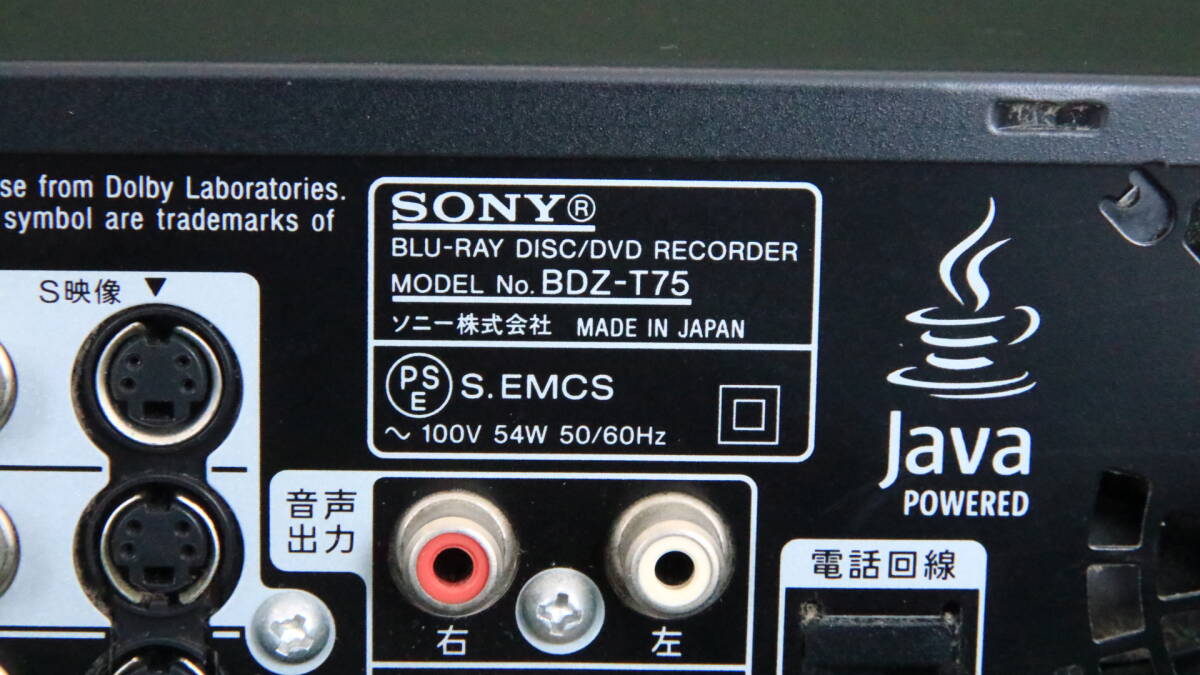 se from Dolby Laboratories.
symbol are trademarks of
S映像 ▼
SONY®
BLU-RAY DISC/DVD RECORDER
MODEL No. BDZ-T75
ソニー株式会社 MADE IN JAPAN
PSE S.EMCS
～ 100V 54W 50/60Hz
Java
POWERED
音声
出力
右
左
電話回線